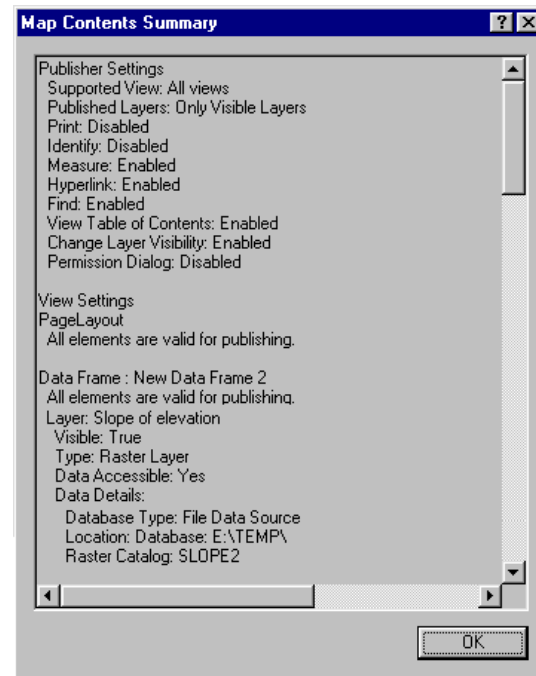 Map Contents Summary
Publisher Settings
Supported View: All views
Published Layers: Only Visible Layers
Print: Disabled
Identify: Disabled
Measure: Enabled
Hyperlink: Enabled
Find: Enabled
View Table of Contents: Enabled
Change Layer Visibility: Enabled
Permission Dialog: Disabled
View Settings
PageLayout
All elements are valid for publishing.
Data Frame : New Data Frame 2
All elements are valid for publishing.
Layer: Slope of elevation
Visible: True
Type: Raster Layer
Data Accessible: Yes
Data Details:
Database Type: File Data Source
Location: Database: E:\TEMP\
Raster Catalog: SLOPE2
OK